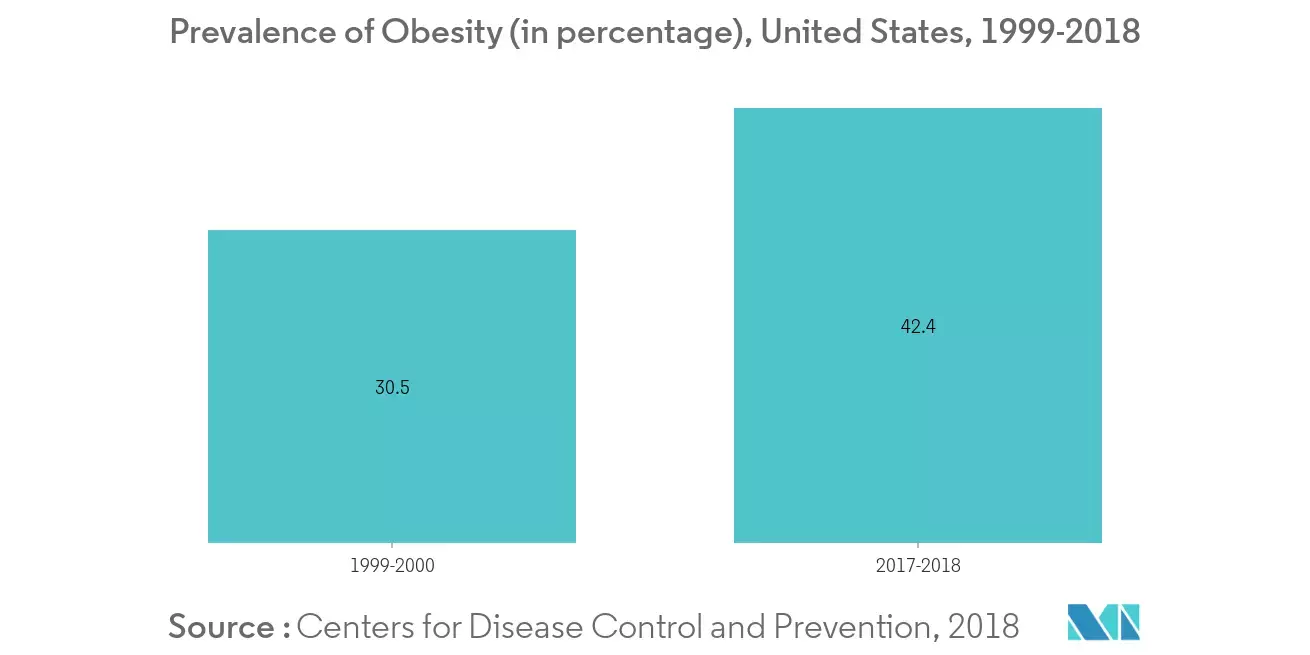 Prevalence of Obesity (in percentage), United States, 1999-2018
42.4
30.5
1999-2000
2017-2018
Source : Centers for Disease Control and Prevention, 2018